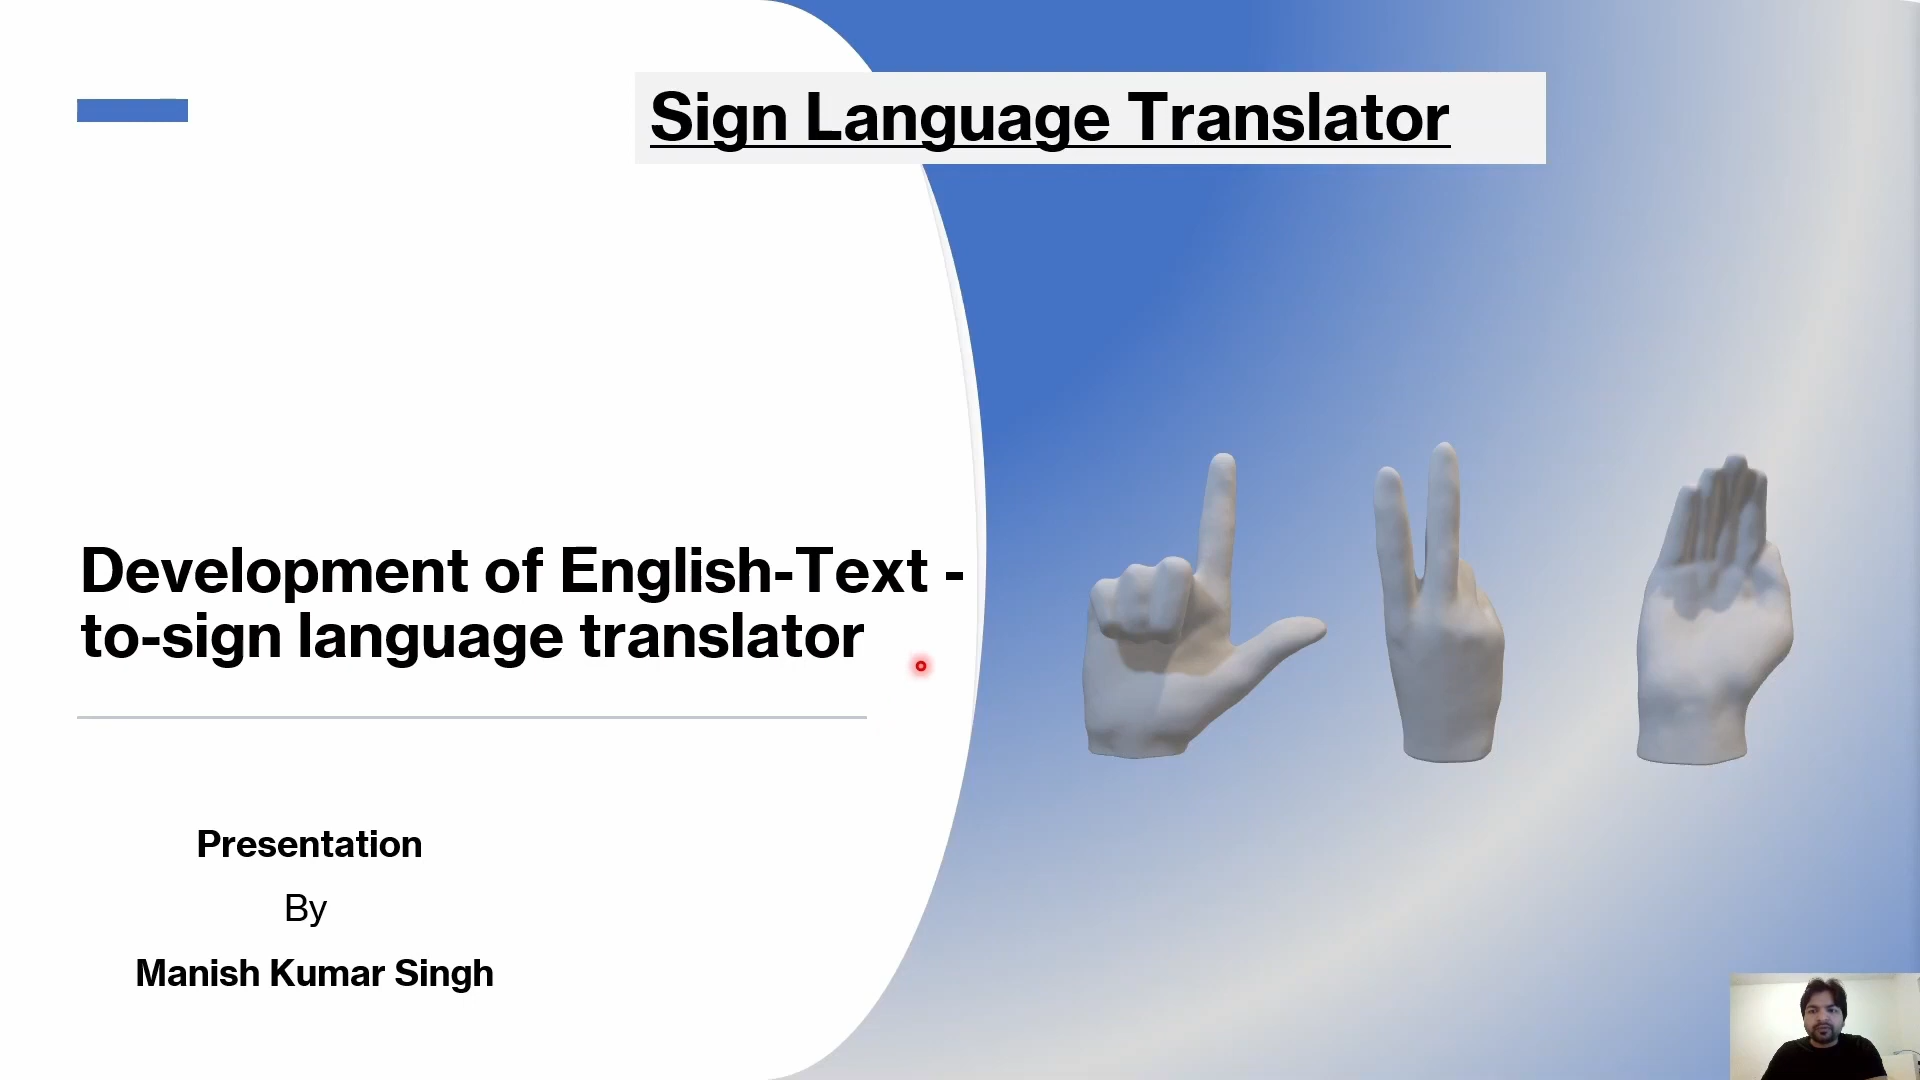 Sign Language Translator
Development of English-Text -
to-sign language translator
Presentation
By
Manish Kumar Singh